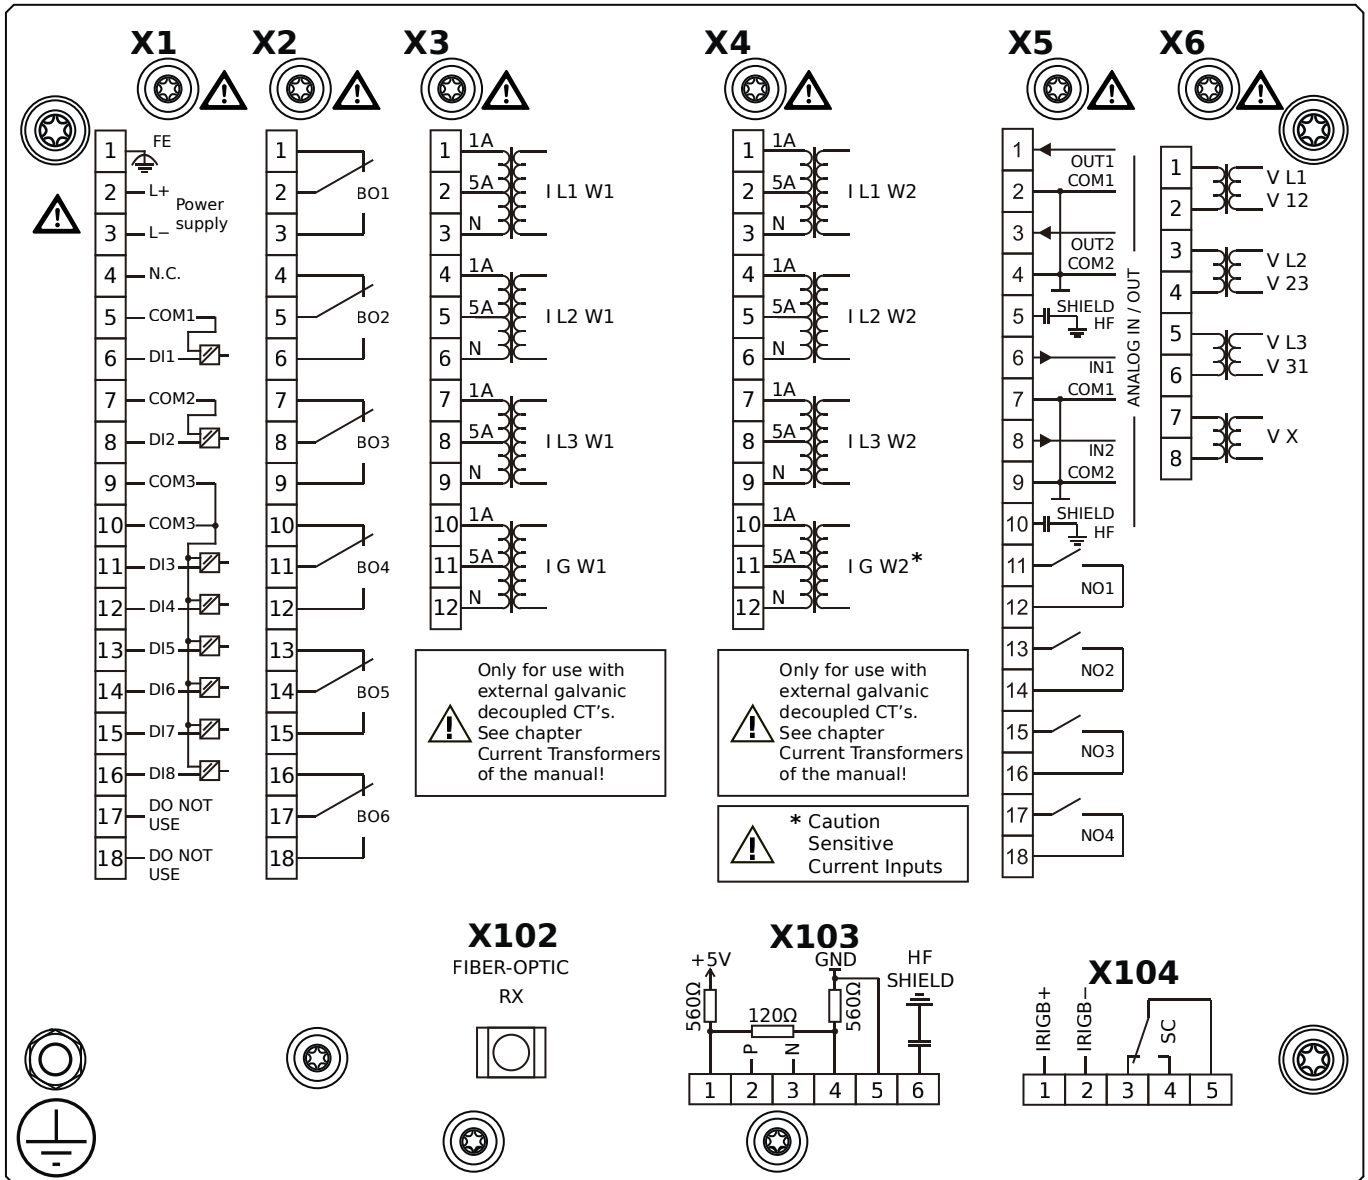 X1
X2
X3
X4
X5
X6
1 FE
2 L+
Power
supply
3 L−
4 N.C.
5 COM1
6 DI1
7 COM2
8 DI2
9 COM3
10 COM3
11 DI3
12 DI4
13 DI5
14 DI6
15 DI7
16 DI8
17 DO NOT
USE
18 DO NOT
USE
1
2 BO1
3
4
5 BO2
6
7
8 BO3
9
10
11 BO4
12
13
14 BO5
15
16
17 BO6
18
1 1A
2 5A I L1 W1
3 N
4 1A
5 5A I L2 W1
6 N
7 1A
8 5A I L3 W1
9 N
10 1A
11 5A I G W1
12 N
Only for use with
external galvanic
decoupled CT’s.
See chapter
Current Transformers
of the manual!
1 1A
2 5A I L1 W2
3 N
4 1A
5 5A I L2 W2
6 N
7 1A
8 5A I L3 W2
9 N
10 1A
11 5A I G W2*
12 N
Only for use with
external galvanic
decoupled CT’s.
See chapter
Current Transformers
of the manual!
* Caution
Sensitive
Current Inputs
1 OUT1
2 COM1
3 OUT2
4 COM2
5 SHIELD
HF
6 IN1
7 COM1
8 IN2
9 COM2
10 SHIELD
HF
ANALOG IN / OUT
11
NO1
12
13
NO2
14
15
NO3
16
17
NO4
18
1 V L1
2 V 12
3 V L2
4 V 23
5 V L3
6 V 31
7
V X
8
X102
FIBER-OPTIC
RX
X103
+5V
GND
HF
SHIELD
560Ω
120Ω
560Ω
P
N
1 2 3 4 5 6
X104
IRIGB+
IRIGB−
SC
1 2 3 4 5